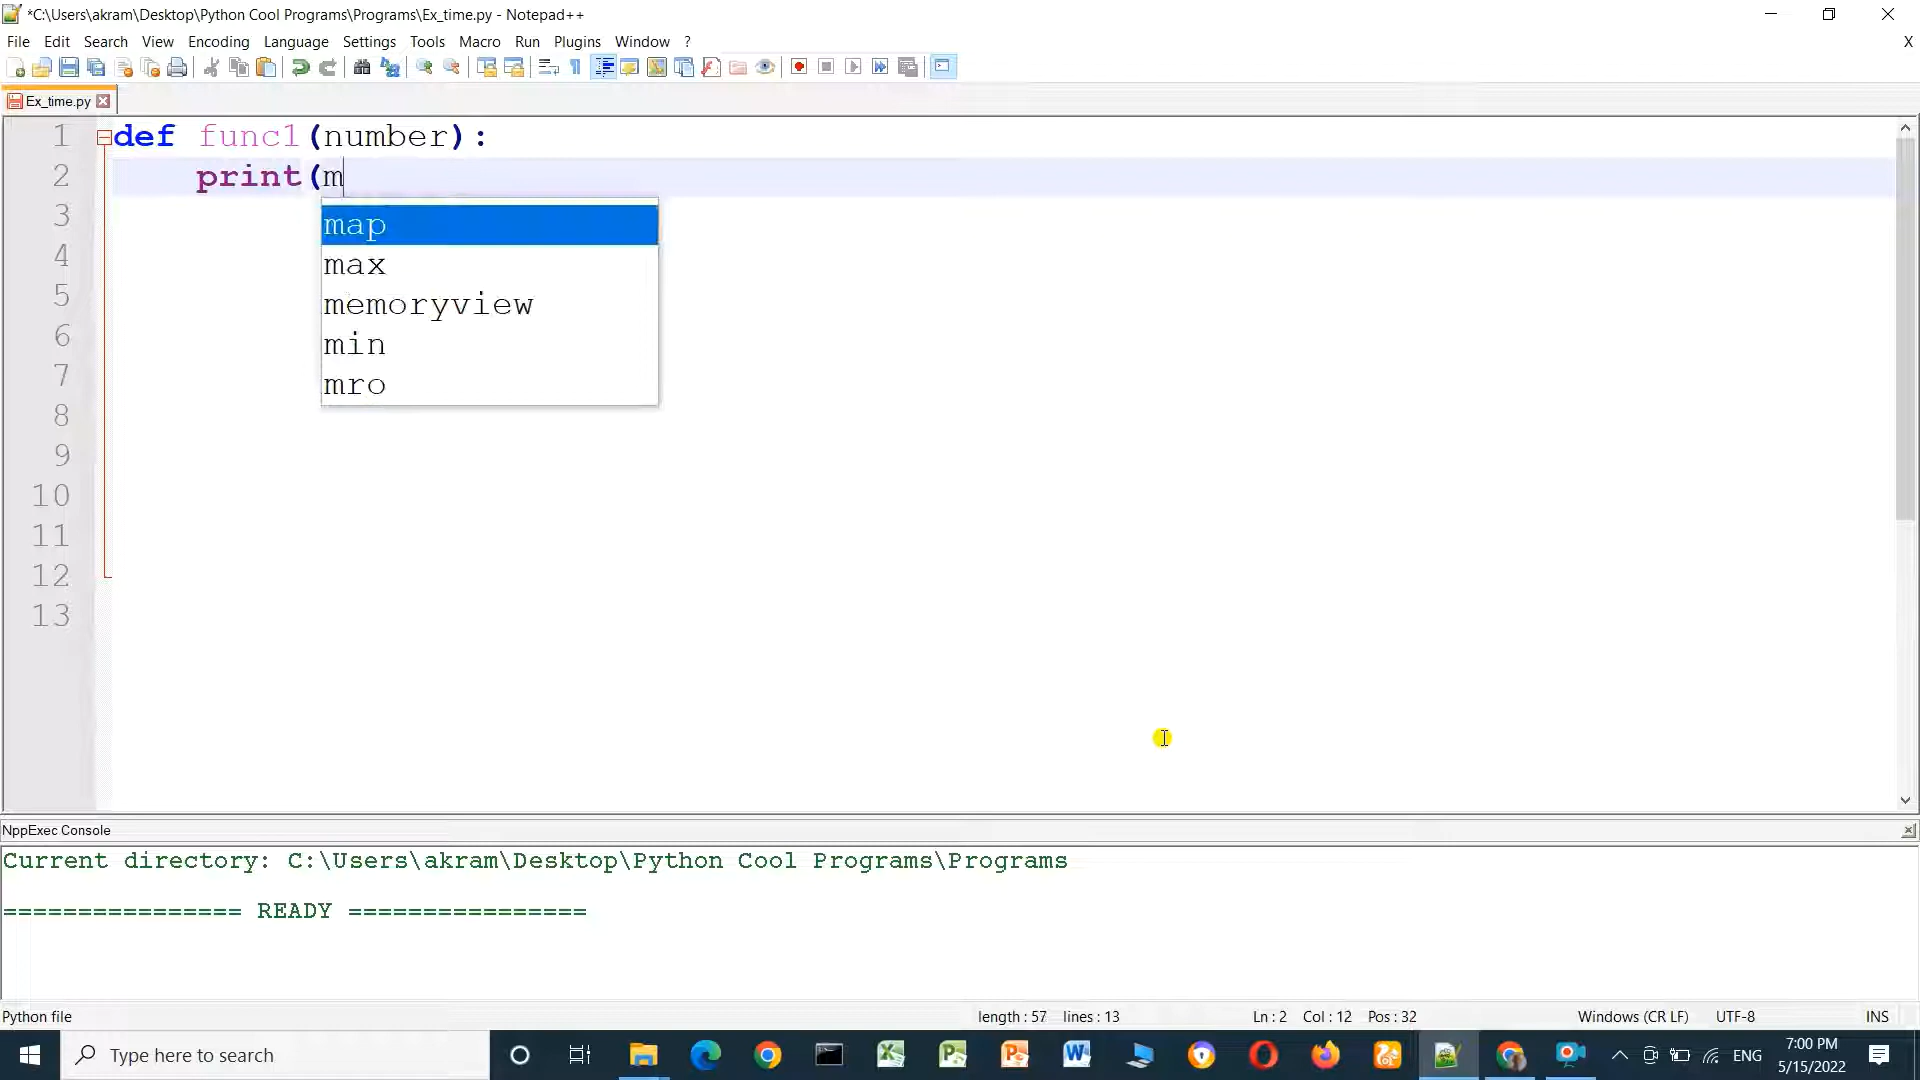 *C:\Users\akram\Desktop\Python Cool Programs\Programs\Ex_time.py - Notepad++
File Edit Search View Encoding Language Settings Tools Macro Run Plugins Window ? X
Ex_time.py
1 def func1(number):
2 print(m
3 map
4 max
5 memoryview
6 min
7 mro
8
9
10
11
12
13
NppExec Console
Current directory: C:\Users\akram\Desktop\Python Cool Programs\Programs
================ READY ================
Python file length : 57 lines : 13 Ln : 2 Col : 12 Pos : 32 Windows (CR LF) UTF-8 INS
Type here to search ENG 7:00 PM
5/15/2022